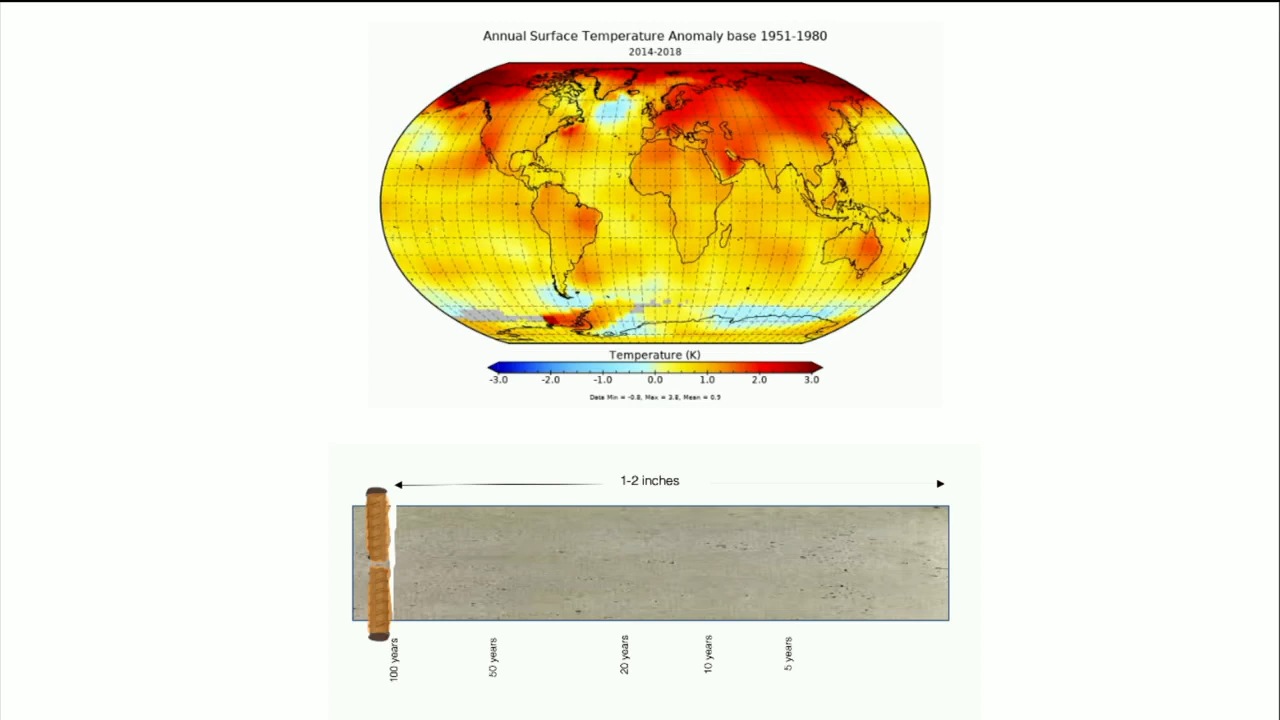 Annual Surface Temperature Anomaly base 1951-1980
2014-2018
Temperature (K)
-3.0 -2.0 -1.0 0.0 1.0 2.0 3.0
Data Min = -0.8, Max = 3.8, Mean = 0.9
1-2 inches
100 years
50 years
20 years
10 years
5 years